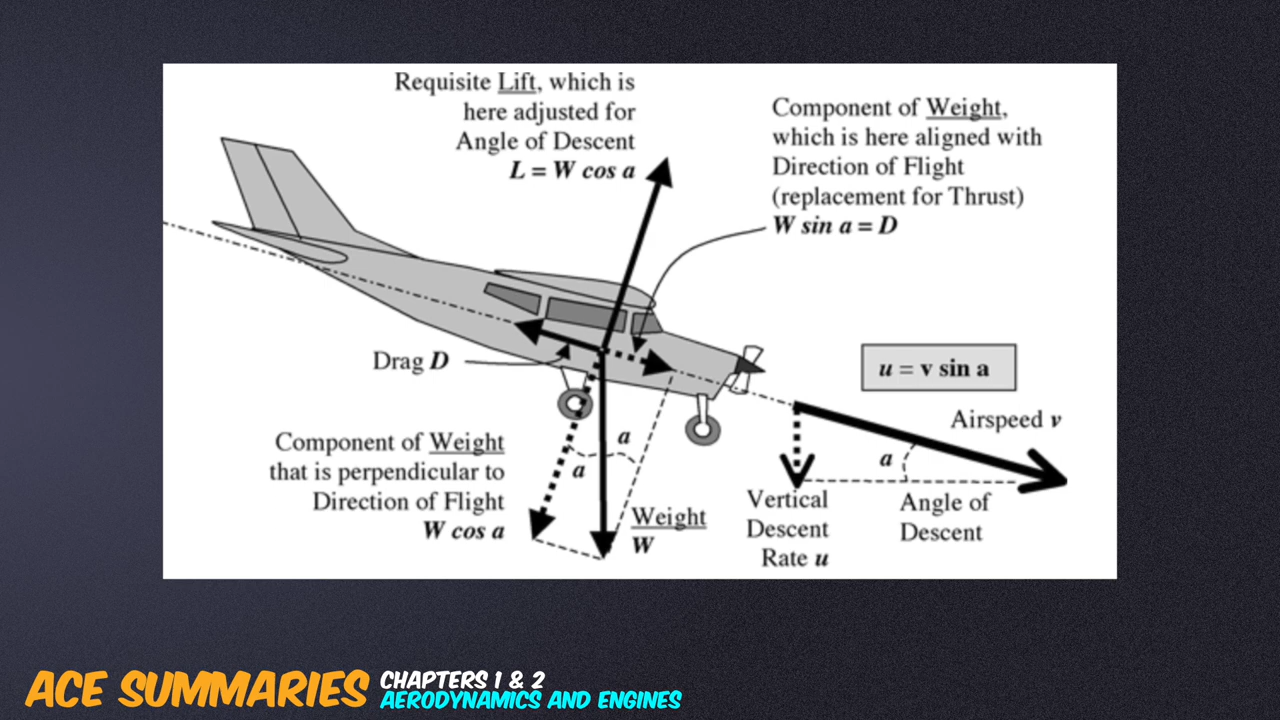 Requisite Lift, which is
here adjusted for
Angle of Descent
L = W cos a
Component of Weight,
which is here aligned with
Direction of Flight
(replacement for Thrust)
W sin a = D
Drag D
u = v sin a
Airspeed v
a
Component of Weight
that is perpendicular to
Direction of Flight
W cos a
a
a
Weight
W
Vertical
Descent
Rate u
Angle of
Descent
ACE SUMMARIES
CHAPTERS 1 & 2
AERODYNAMICS AND ENGINES